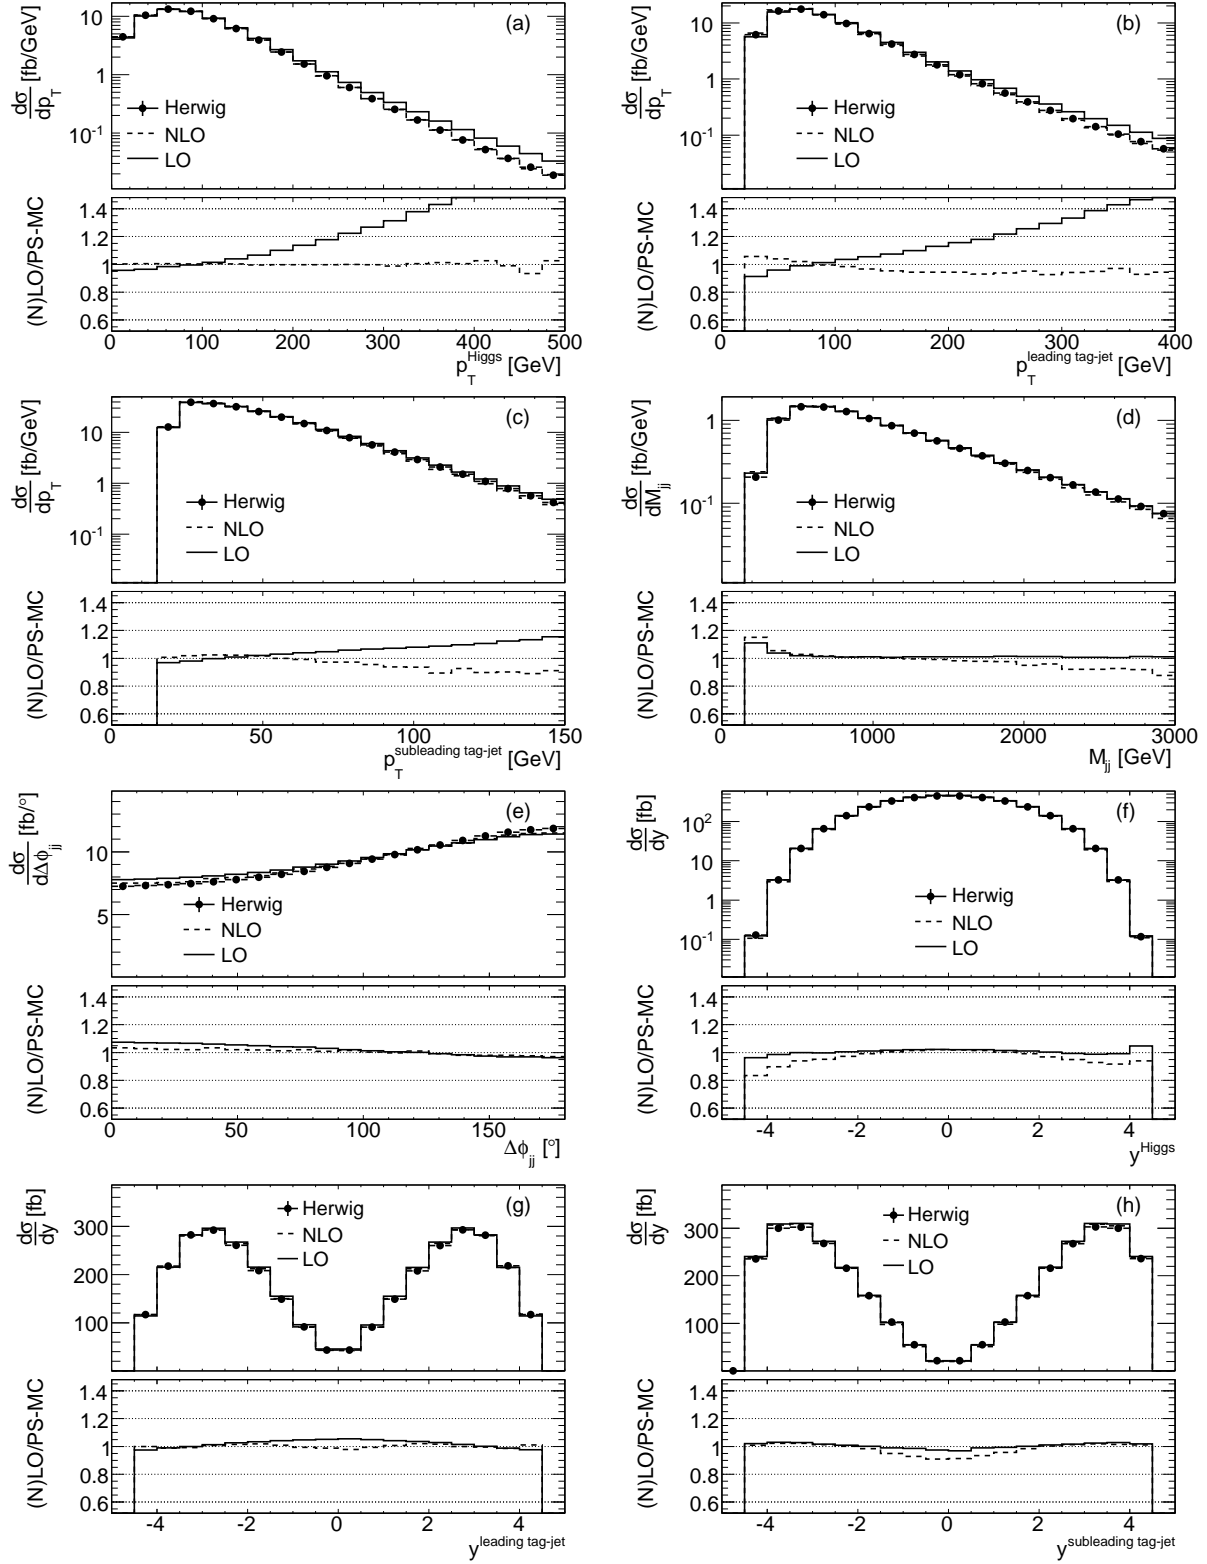 (a)
dσ/dp_T [fb/GeV]
10
1
10^-1
Herwig
NLO
LO
(N)LO/PS-MC
1.4
1.2
1
0.8
0.6
0 100 200 300 400 500
p_T^Higgs [GeV]
(b)
dσ/dp_T [fb/GeV]
10
1
10^-1
Herwig
NLO
LO
(N)LO/PS-MC
1.4
1.2
1
0.8
0.6
0 100 200 300 400
p_T^leading tag-jet [GeV]
(c)
dσ/dp_T [fb/GeV]
10
1
10^-1
Herwig
NLO
LO
(N)LO/PS-MC
1.4
1.2
1
0.8
0.6
0 50 100 150
p_T^subleading tag-jet [GeV]
(d)
dσ/dM_jj [fb/GeV]
1
10^-1
Herwig
NLO
LO
(N)LO/PS-MC
1.4
1.2
1
0.8
0.6
0 1000 2000 3000
M_jj [GeV]
(e)
dσ/dΔϕ_jj [fb/°]
10
5
Herwig
NLO
LO
(N)LO/PS-MC
1.4
1.2
1
0.8
0.6
0 50 100 150
Δϕ_jj [°]
(f)
dσ/dy [fb]
10^2
10
1
10^-1
Herwig
NLO
LO
(N)LO/PS-MC
1.4
1.2
1
0.8
0.6
-4 -2 0 2 4
y^Higgs
(g)
dσ/dy [fb]
300
200
100
Herwig
NLO
LO
(N)LO/PS-MC
1.4
1.2
1
0.8
0.6
-4 -2 0 2 4
y^leading tag-jet
(h)
dσ/dy [fb]
300
200
100
Herwig
NLO
LO
(N)LO/PS-MC
1.4
1.2
1
0.8
0.6
-4 -2 0 2 4
y^subleading tag-jet